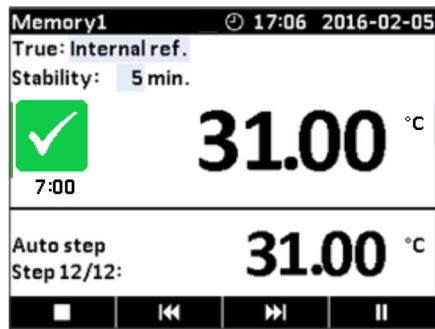 Memory1 17:06 2016-02-05
True: Internal ref.
Stability: 5 min.
31.00 °C
7:00
Auto step
Step 12/12:
31.00 °C